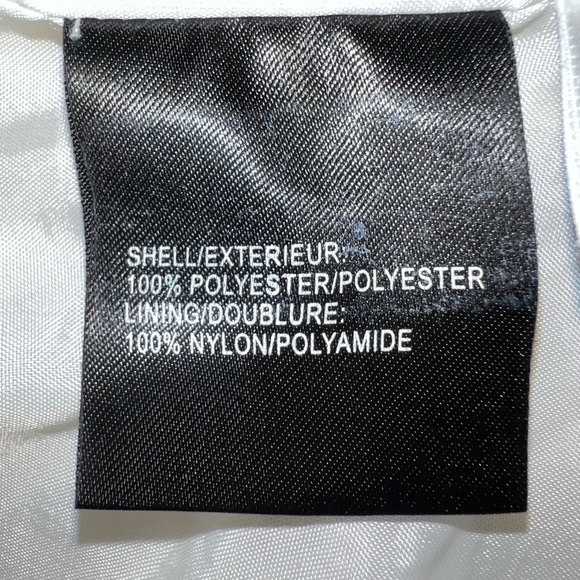 SHELL/EXTERIEUR:
100% POLYESTER/POLYESTER
LINING/DOUBLURE:
100% NYLON/POLYAMIDE